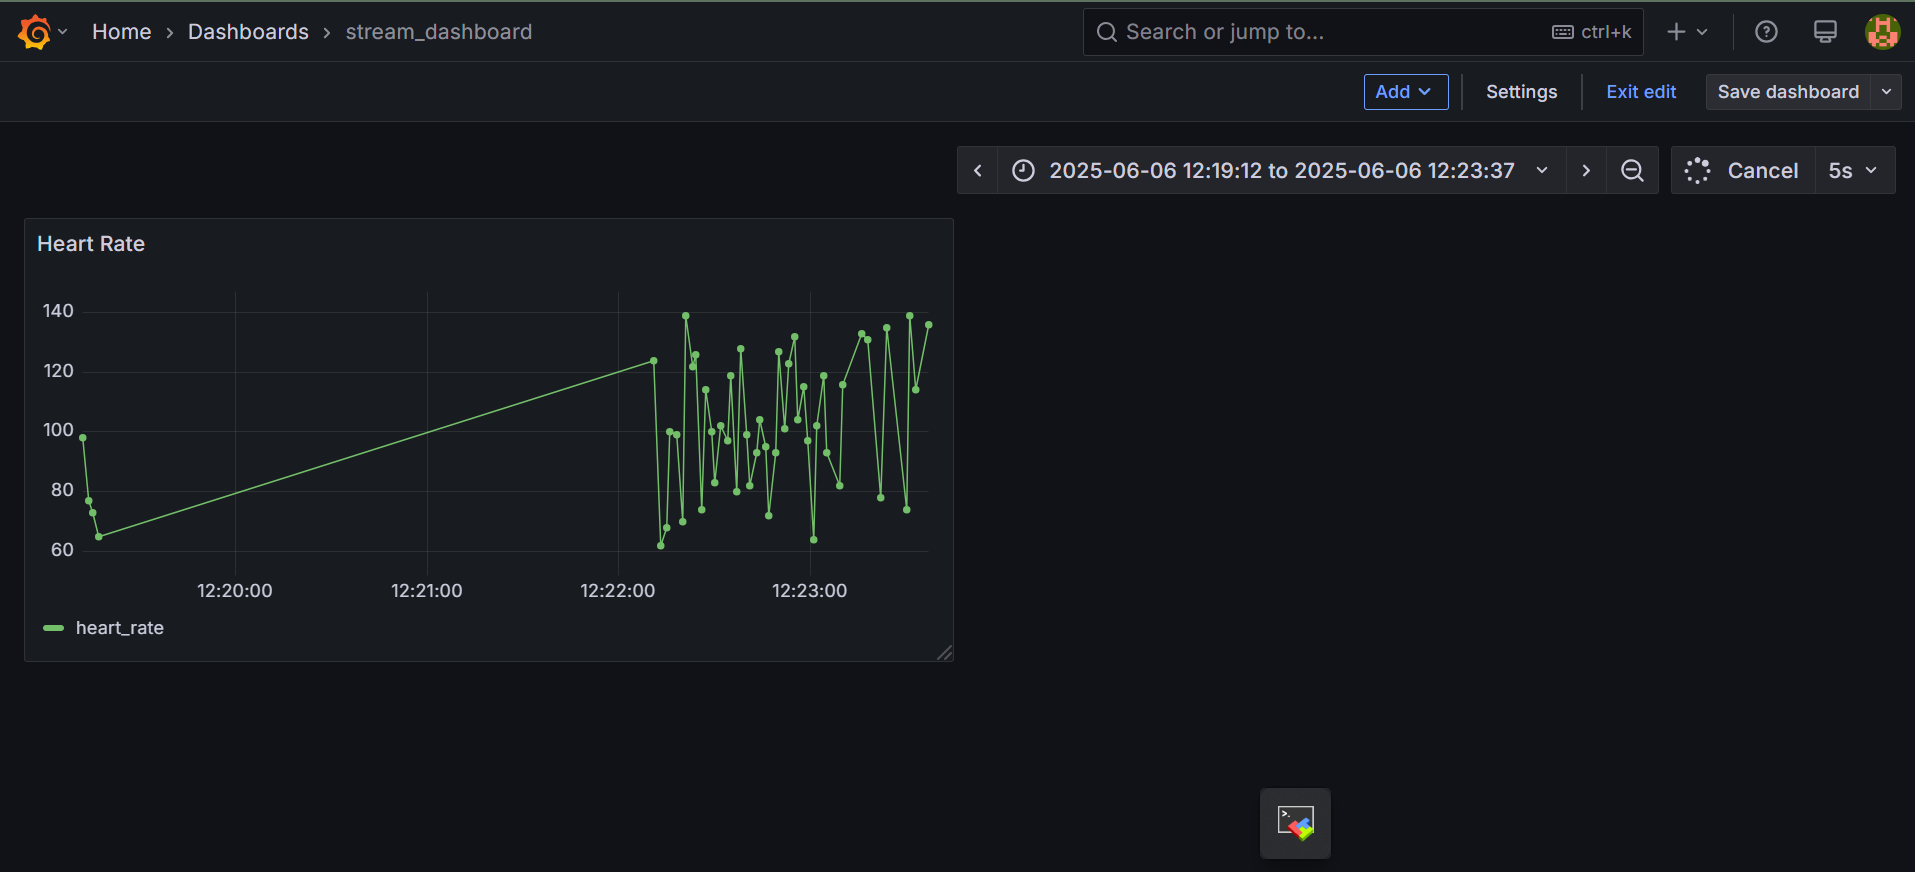 Home › Dashboards › stream_dashboard
Search or jump to... ctrl+k
Add Settings Exit edit Save dashboard
2025-06-06 12:19:12 to 2025-06-06 12:23:37 Cancel 5s
Heart Rate
140
120
100
80
60
12:20:00 12:21:00 12:22:00 12:23:00
heart_rate